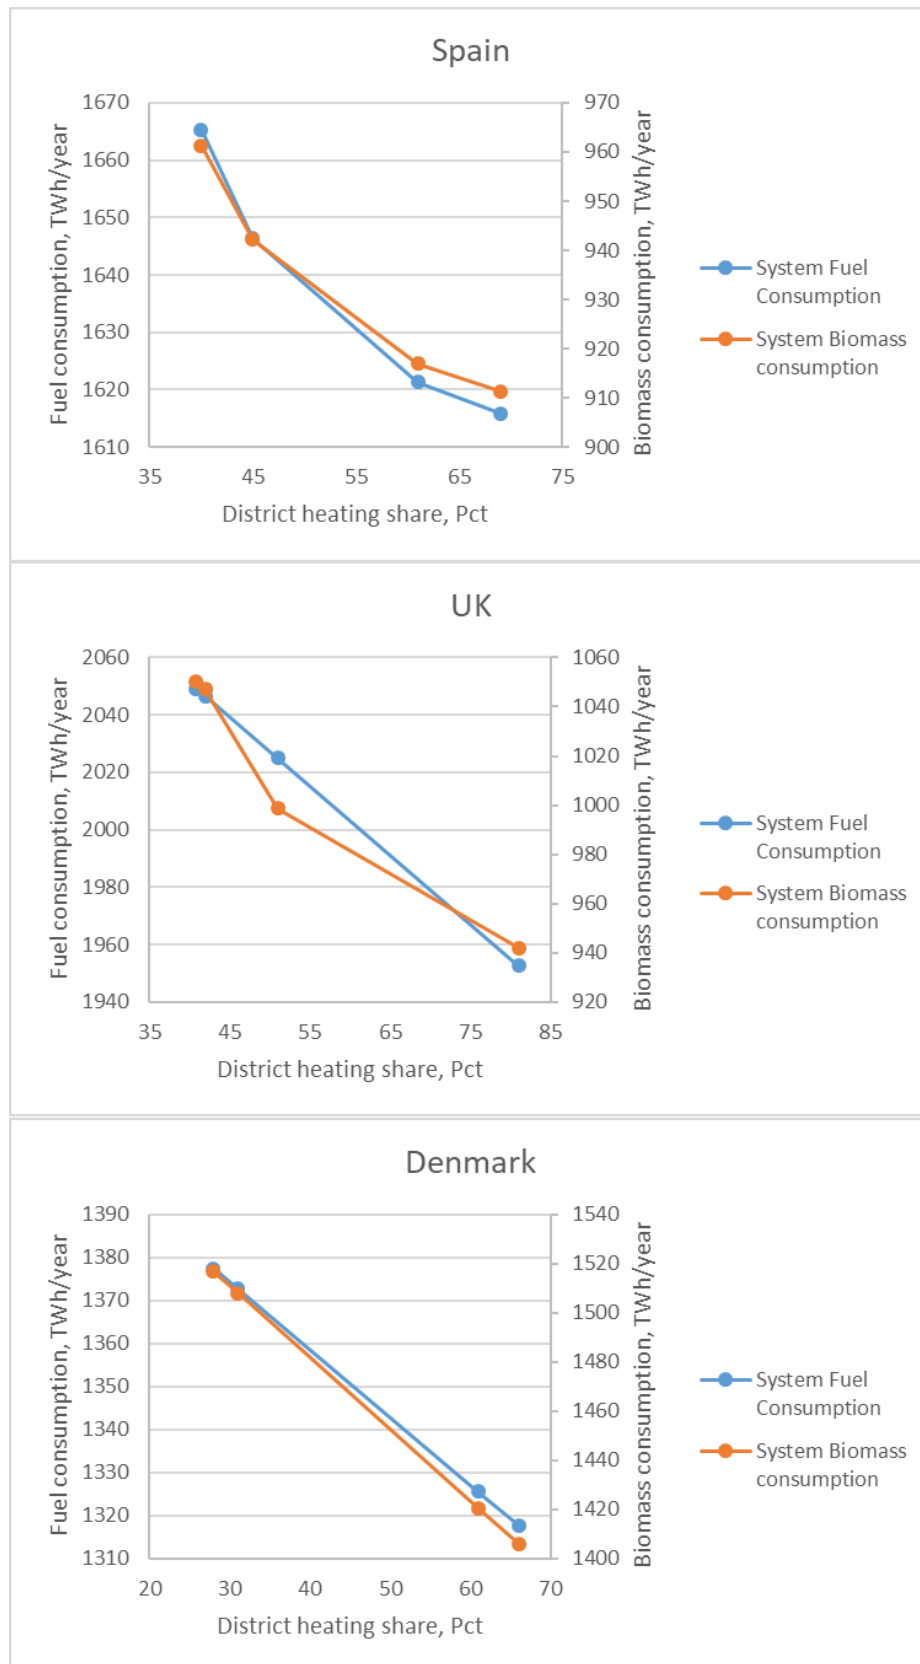 Spain
Fuel consumption, TWh/year
1670
1660
1650
1640
1630
1620
1610
970
960
950
940
930
920
910
900
Biomass consumption, TWh/year
35 45 55 65 75
District heating share, Pct
System Fuel
Consumption
System Biomass
consumption
UK
Fuel consumption, TWh/year
2060
2040
2020
2000
1980
1960
1940
1060
1040
1020
1000
980
960
940
920
Biomass consumption, TWh/year
35 45 55 65 75 85
District heating share, Pct
System Fuel
Consumption
System Biomass
consumption
Denmark
Fuel consumption, TWh/year
1390
1380
1370
1360
1350
1340
1330
1320
1310
1540
1520
1500
1480
1460
1440
1420
1400
Biomass consumption, TWh/year
20 30 40 50 60 70
District heating share, Pct
System Fuel
Consumption
System Biomass
consumption